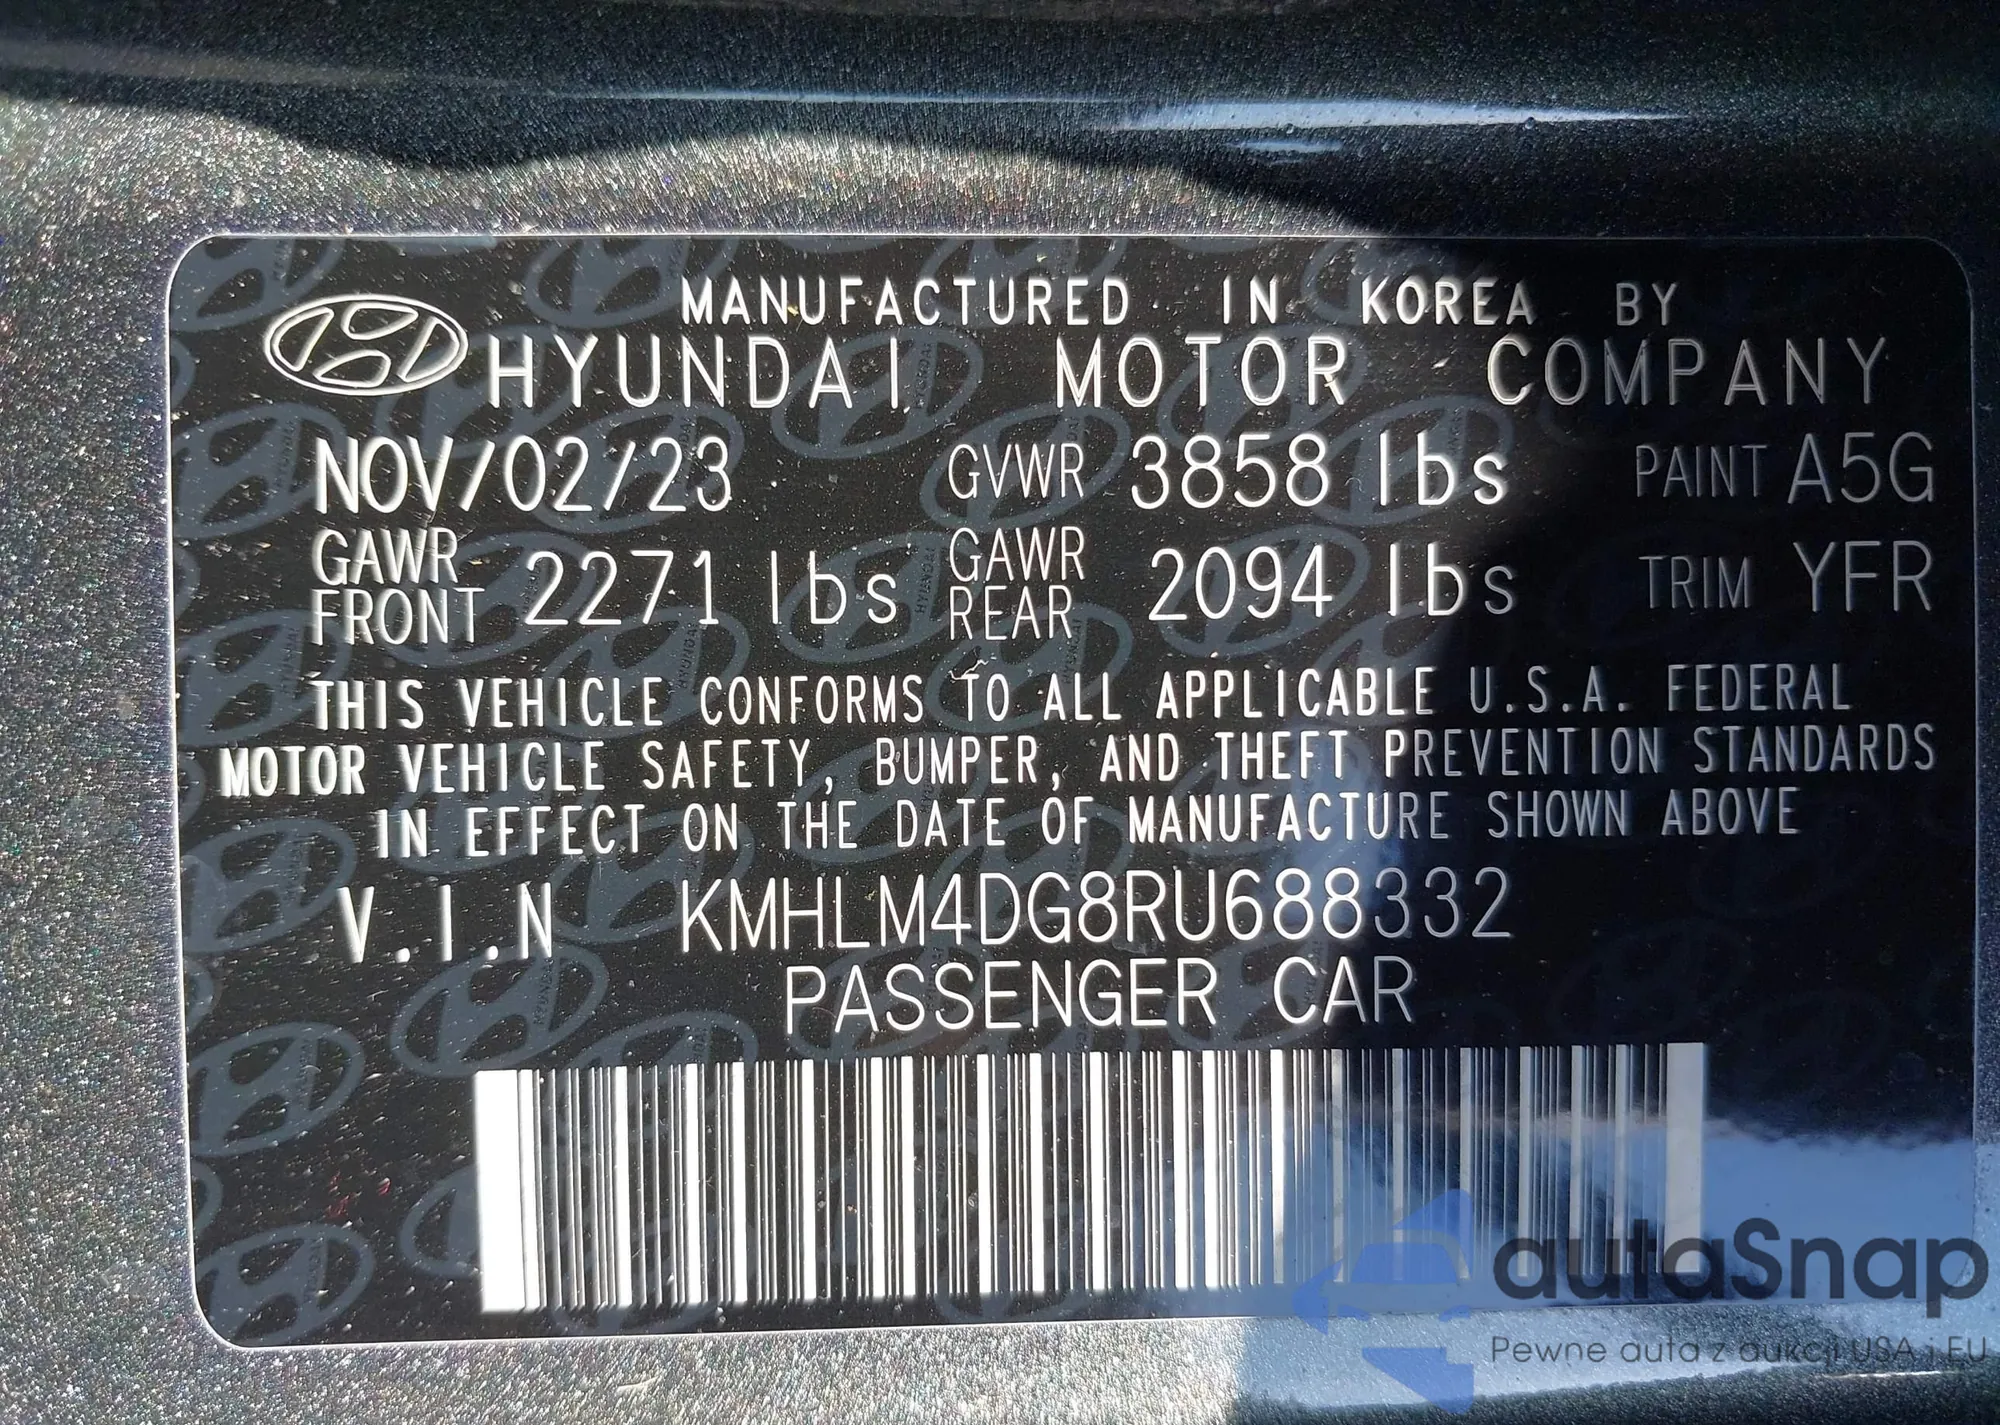 MANUFACTURED IN KOREA BY
HYUNDAI MOTOR COMPANY
NOV/02/23 GVWR 3858 lbs PAINT A5G
GAWR FRONT 2271 lbs GAWR REAR 2094 lbs TRIM YFR
THIS VEHICLE CONFORMS TO ALL APPLICABLE U.S.A. FEDERAL
MOTOR VEHICLE SAFETY, BUMPER, AND THEFT PREVENTION STANDARDS
IN EFFECT ON THE DATE OF MANUFACTURE SHOWN ABOVE
V.I.N KMHLM4DG8RU688332
PASSENGER CAR
autaSnap
Pewne auta z aukcji USA i EU